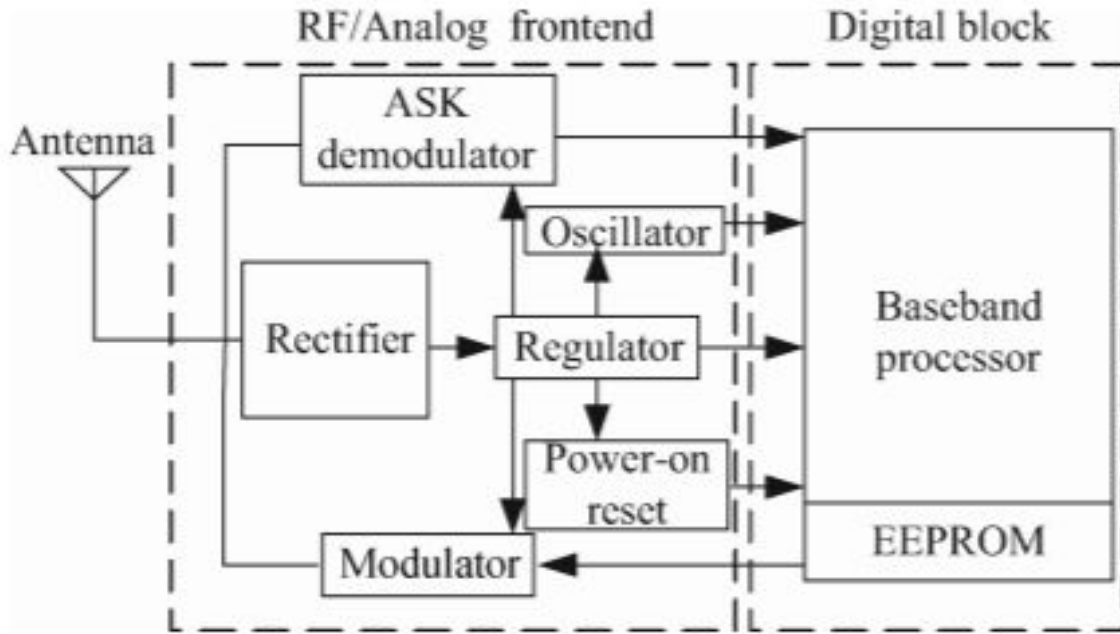 RF/Analog frontend
Digital block
Antenna
ASK
demodulator
Oscillator
Rectifier
Regulator
Baseband
processor
Power-on
reset
Modulator
EEPROM